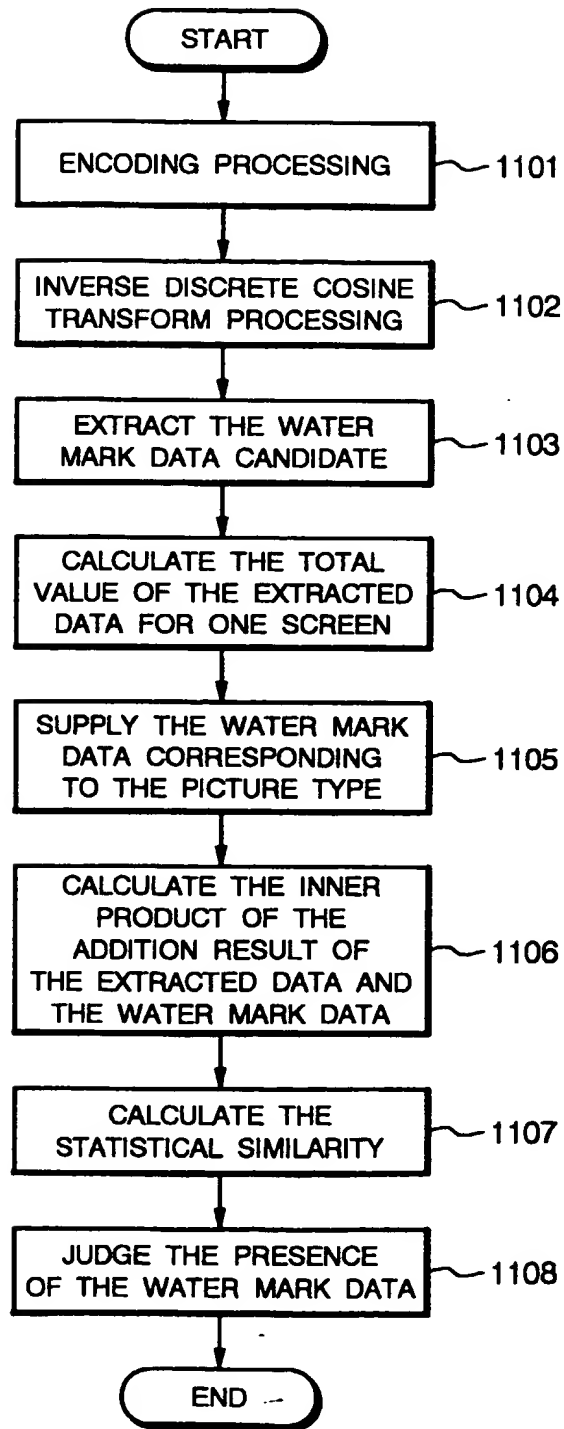 START
ENCODING PROCESSING
1101
INVERSE DISCRETE COSINE
TRANSFORM PROCESSING
1102
EXTRACT THE WATER
MARK DATA CANDIDATE
1103
CALCULATE THE TOTAL
VALUE OF THE EXTRACTED
DATA FOR ONE SCREEN
1104
SUPPLY THE WATER MARK
DATA CORRESPONDING
TO THE PICTURE TYPE
1105
CALCULATE THE INNER
PRODUCT OF THE
ADDITION RESULT OF
THE EXTRACTED DATA AND
THE WATER MARK DATA
1106
CALCULATE THE
STATISTICAL SIMILARITY
1107
JUDGE THE PRESENCE
OF THE WATER MARK DATA
1108
END